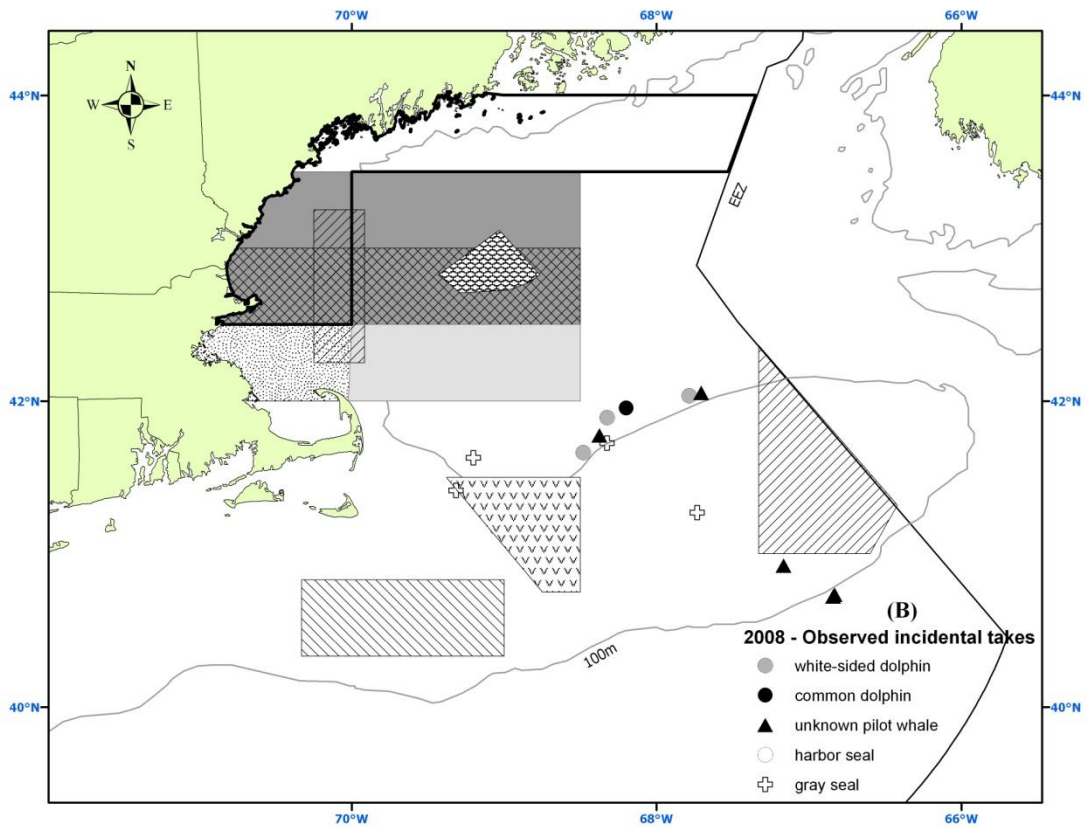 70°W 68°W 66°W
44°N 44°N
N
W E
S
EEZ
42°N 42°N
(B)
2008 - Observed incidental takes
100m
white-sided dolphin
common dolphin
40°N 40°N
unknown pilot whale
harbor seal
gray seal
70°W 68°W 66°W